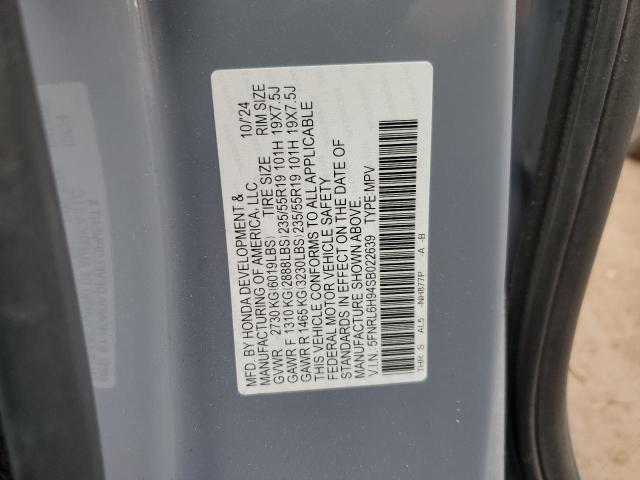 MFD. BY HONDA DEVELOPMENT & 10/'24
MANUFACTURING OF AMERICA, LLC
GVWR 2730 KG(6019LBS) TIRE SIZE RIM SIZE
GAWR F 1310 KG(2888LBS) 235/55R19 101H 19X7.5J
GAWR R 1465 KG(3230LBS) 235/55R19 101H 19X7.5J
THIS VEHICLE CONFORMS TO ALL APPLICABLE
FEDERAL MOTOR VEHICLE SAFETY
STANDARDS IN EFFECT ON THE DATE OF
MANUFACTURE SHOWN ABOVE.
V.I.N.: 5FNRL6H94SB022639 TYPE:MPV
THR S AL5 -NH877P -A -B